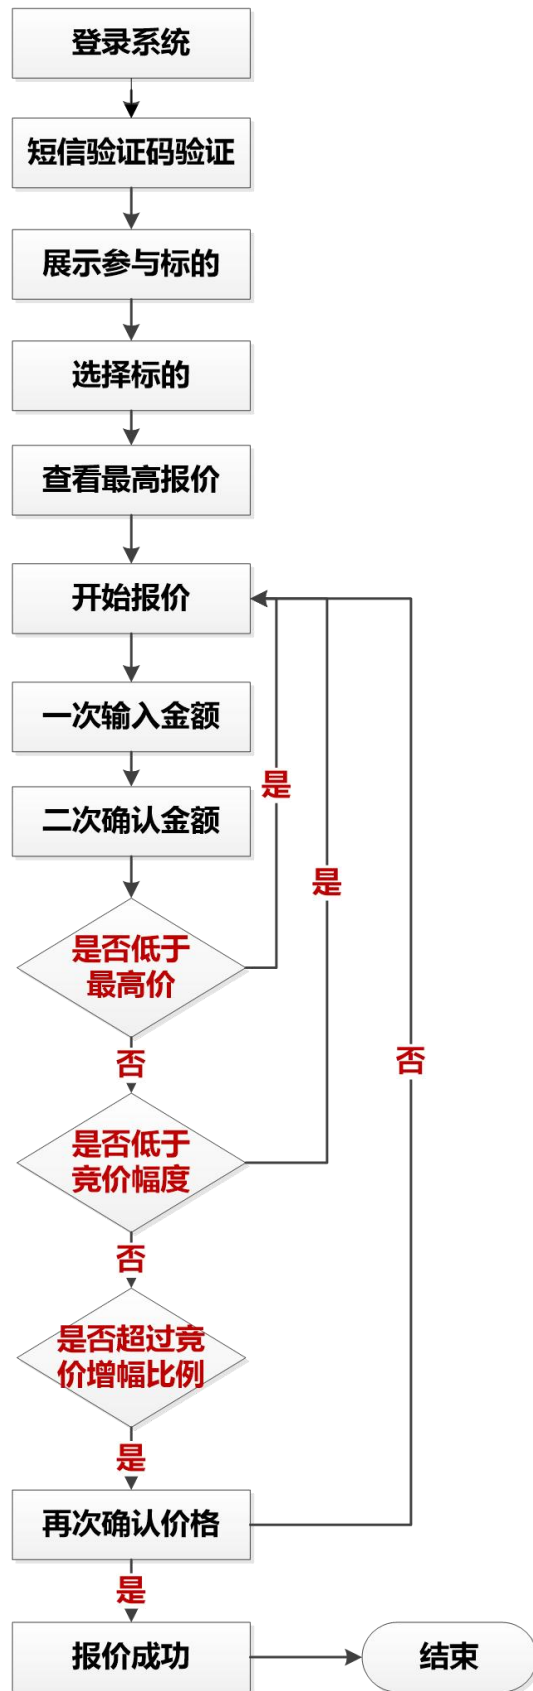 登录系统
短信验证码验证
展示参与标的
选择标的
查看最高报价
开始报价
一次输入金额
是
二次确认金额
是
是否低于
最高价
否
否
是否低于
竞价幅度
否
是否超过竞
价增幅比例
是
再次确认价格
是
报价成功
结束